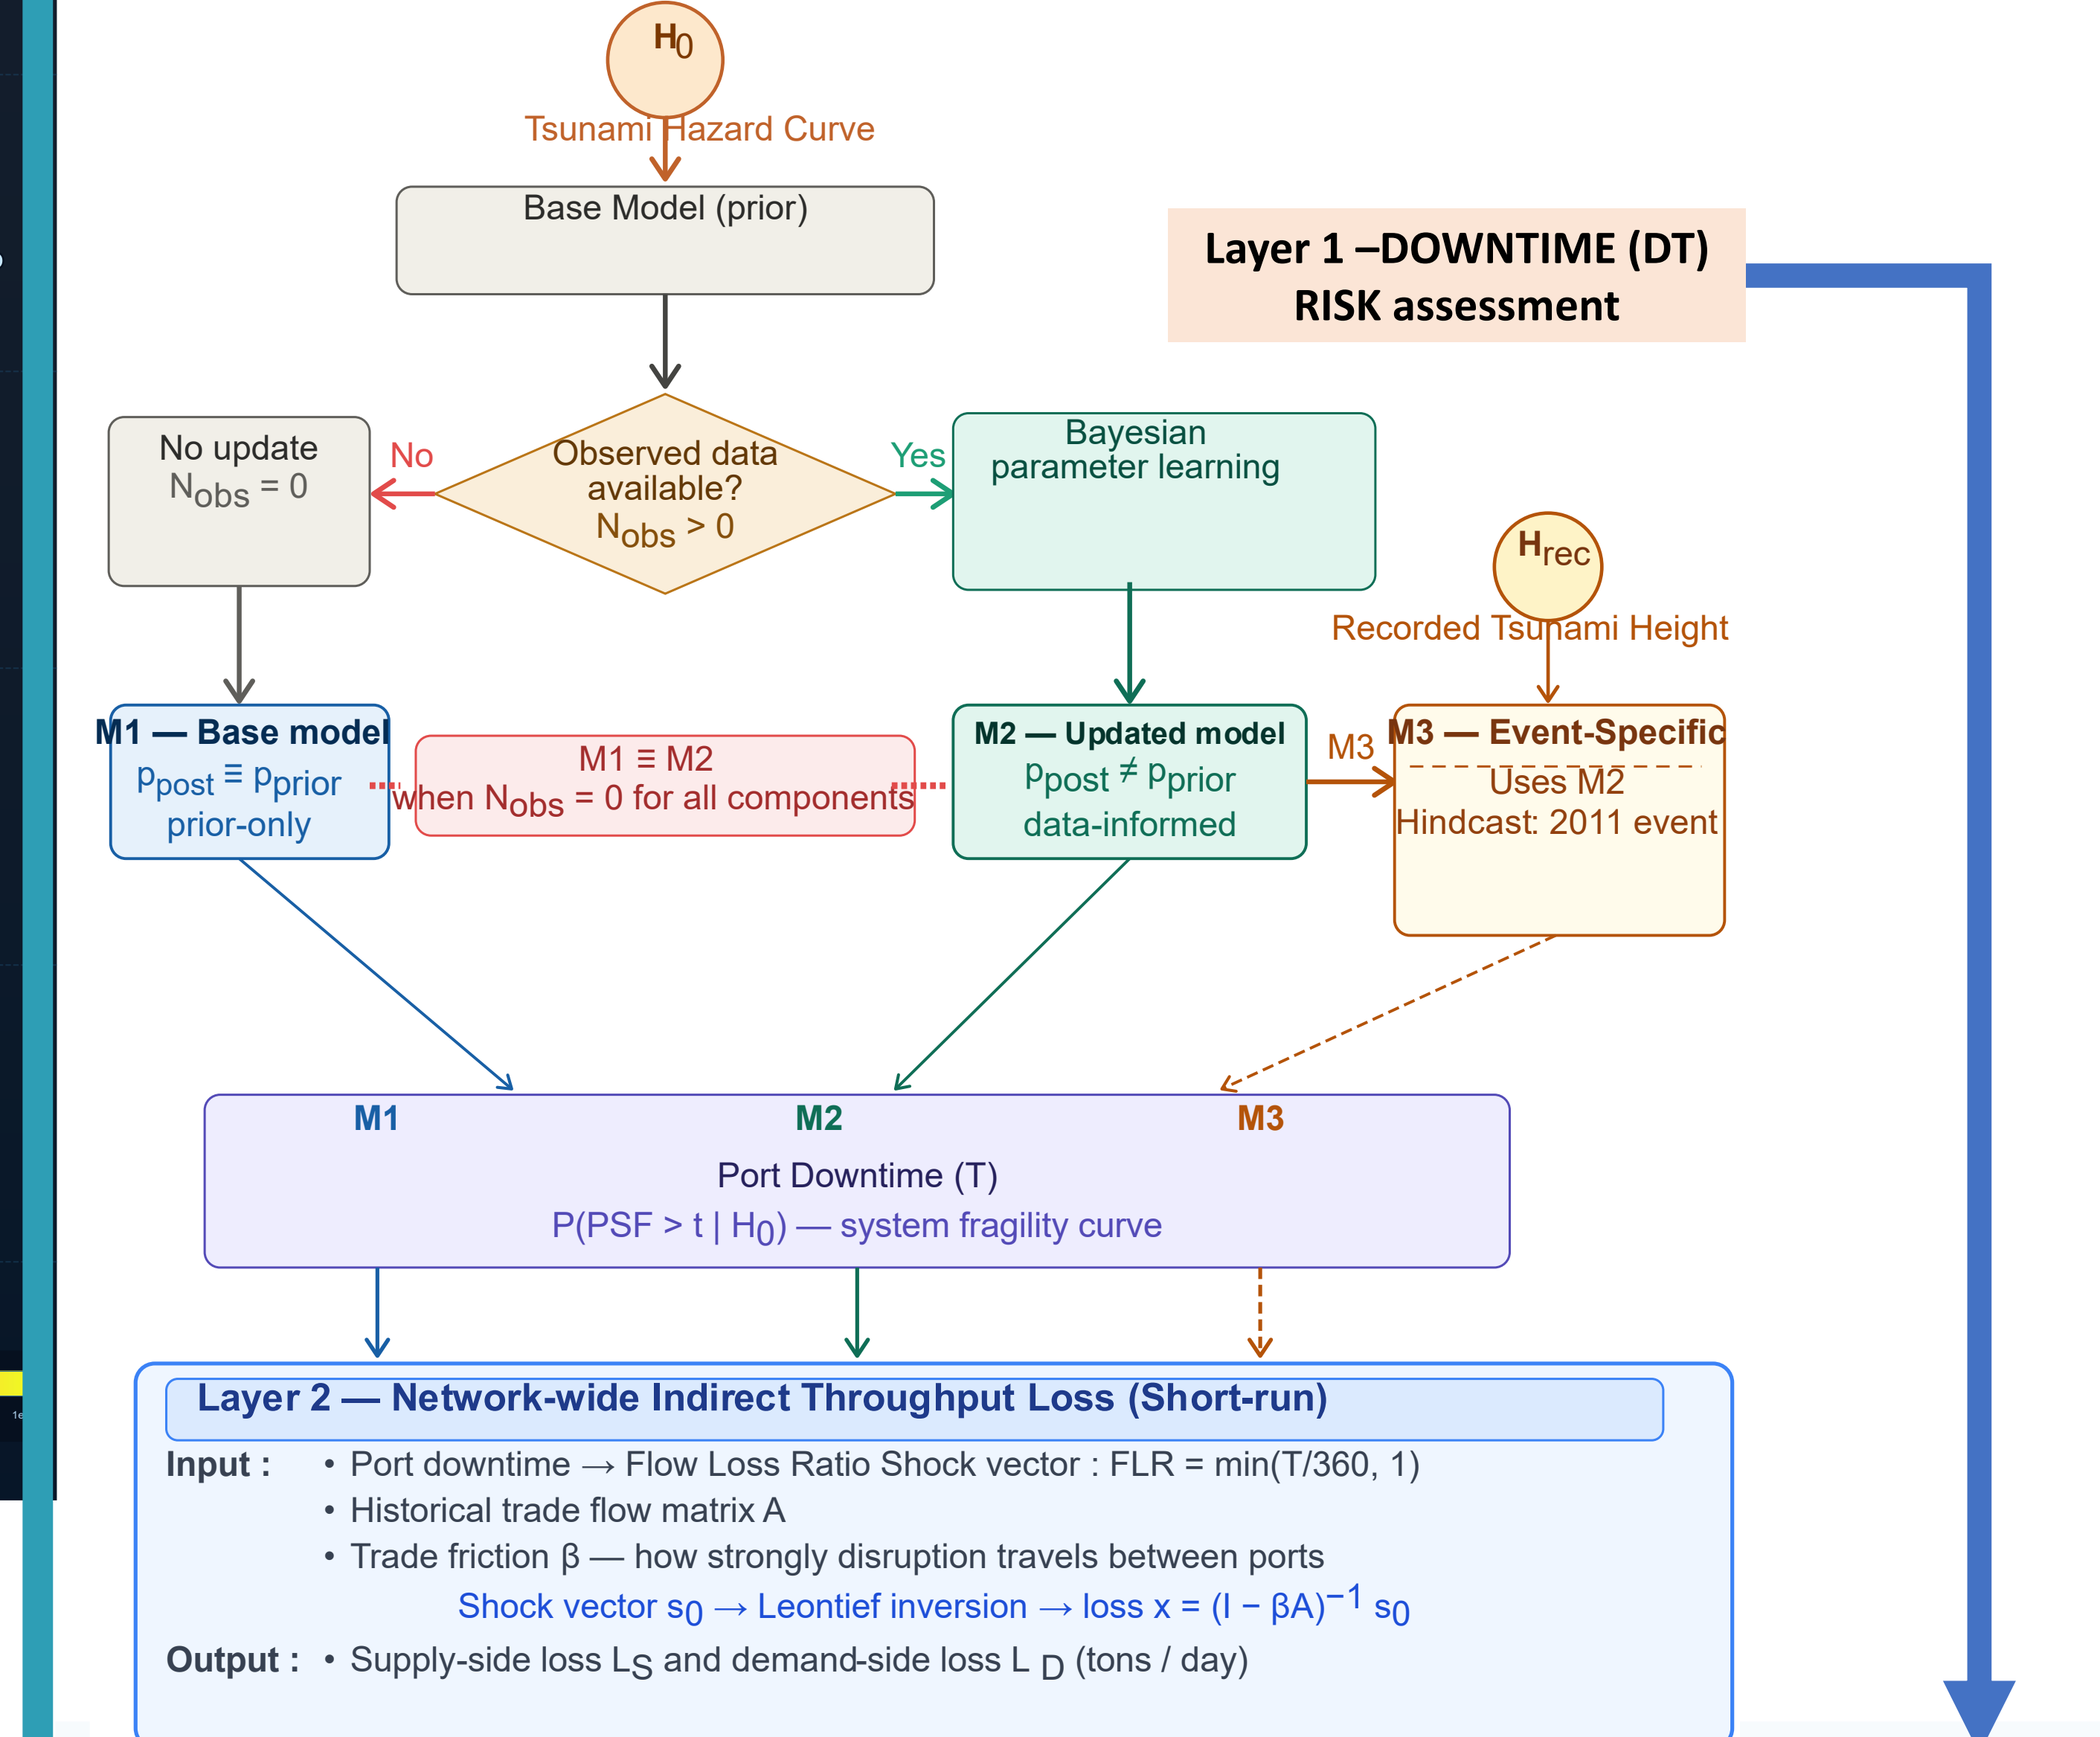 H0
Tsunami Hazard Curve
Base Model (prior)
Layer 1 –DOWNTIME (DT)
RISK assessment
No update
Nobs = 0
No
Observed data
available?
Nobs > 0
Yes
Bayesian
parameter learning
Hrec
Recorded Tsunami Height
M1 — Base model
ppost ≡ pprior
prior-only
M1 ≡ M2
when Nobs = 0 for all components
M2 — Updated model
ppost ≠ pprior
data-informed
M3
M3 — Event-Specific
Uses M2
Hindcast: 2011 event
M1 M2 M3
Port Downtime (T)
P(PSF > t | H0) — system fragility curve
Layer 2 — Network-wide Indirect Throughput Loss (Short-run)
Input : • Port downtime → Flow Loss Ratio Shock vector : FLR = min(T/360, 1)
• Historical trade flow matrix A
• Trade friction β — how strongly disruption travels between ports
Shock vector s0 → Leontief inversion → loss x = (I − βA)−1 s0
Output : • Supply-side loss LS and demand-side loss L D (tons / day)